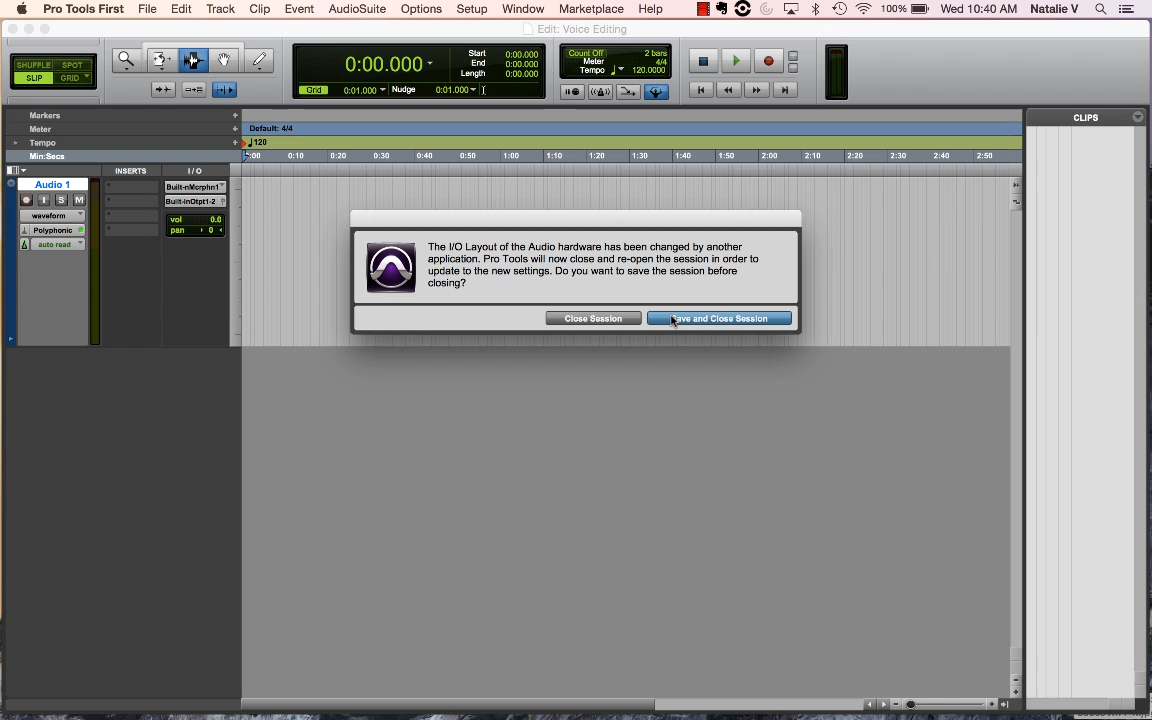 Pro Tools First File Edit Track Clip Event AudioSuite Options Setup Window Marketplace Help 100% Wed 10:40 AM Natalie V
Edit: Voice Editing
SHUFFLE SPOT
SLIP GRID
0:00.000
Start 0:00.000
End 0:00.000
Length 0:00.000
Grid 0:01.000 Nudge 0:01.000
Count Off 2 bars
Meter 4/4
Tempo 120.0000
CLIPS
Markers
Meter
Default: 4/4
Tempo
120
Min:Secs
0:10 0:20 0:30 0:40 0:50 1:00 1:10 1:20 1:30 1:40 1:50 2:00 2:10 2:20 2:30 2:40 2:50
INSERTS I / O
Audio 1
I S M
waveform
Polyphonic
auto read
Built-nMcrphn1
Built-inOtpt1-2
vol 0.0
pan 0
The I/O Layout of the Audio hardware has been changed by another
application. Pro Tools will now close and re-open the session in order to
update to the new settings. Do you want to save the session before
closing?
Close Session
Save and Close Session